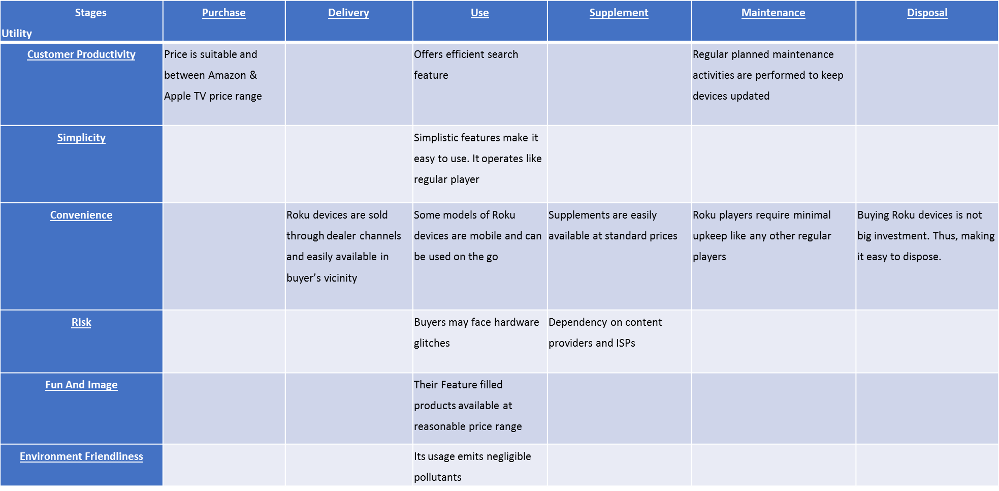 Stages
Utility
Purchase
Delivery
Use
Supplement
Maintenance
Disposal
Customer Productivity
Price is suitable and
between Amazon &
Apple TV price range
Offers efficient search
feature
Regular planned maintenance
activities are performed to keep
devices updated
Simplicity
Simplistic features make it
easy to use. It operates like
regular player
Convenience
Roku devices are sold
through dealer channels
and easily available in
buyer’s vicinity
Some models of Roku
devices are mobile and can
be used on the go
Supplements are easily
available at standard prices
Roku players require minimal
upkeep like any other regular
players
Buying Roku devices is not
big investment. Thus, making
it easy to dispose.
Risk
Buyers may face hardware
glitches
Dependency on content
providers and ISPs
Fun And Image
Their Feature filled
products available at
reasonable price range
Environment Friendliness
Its usage emits negligible
pollutants